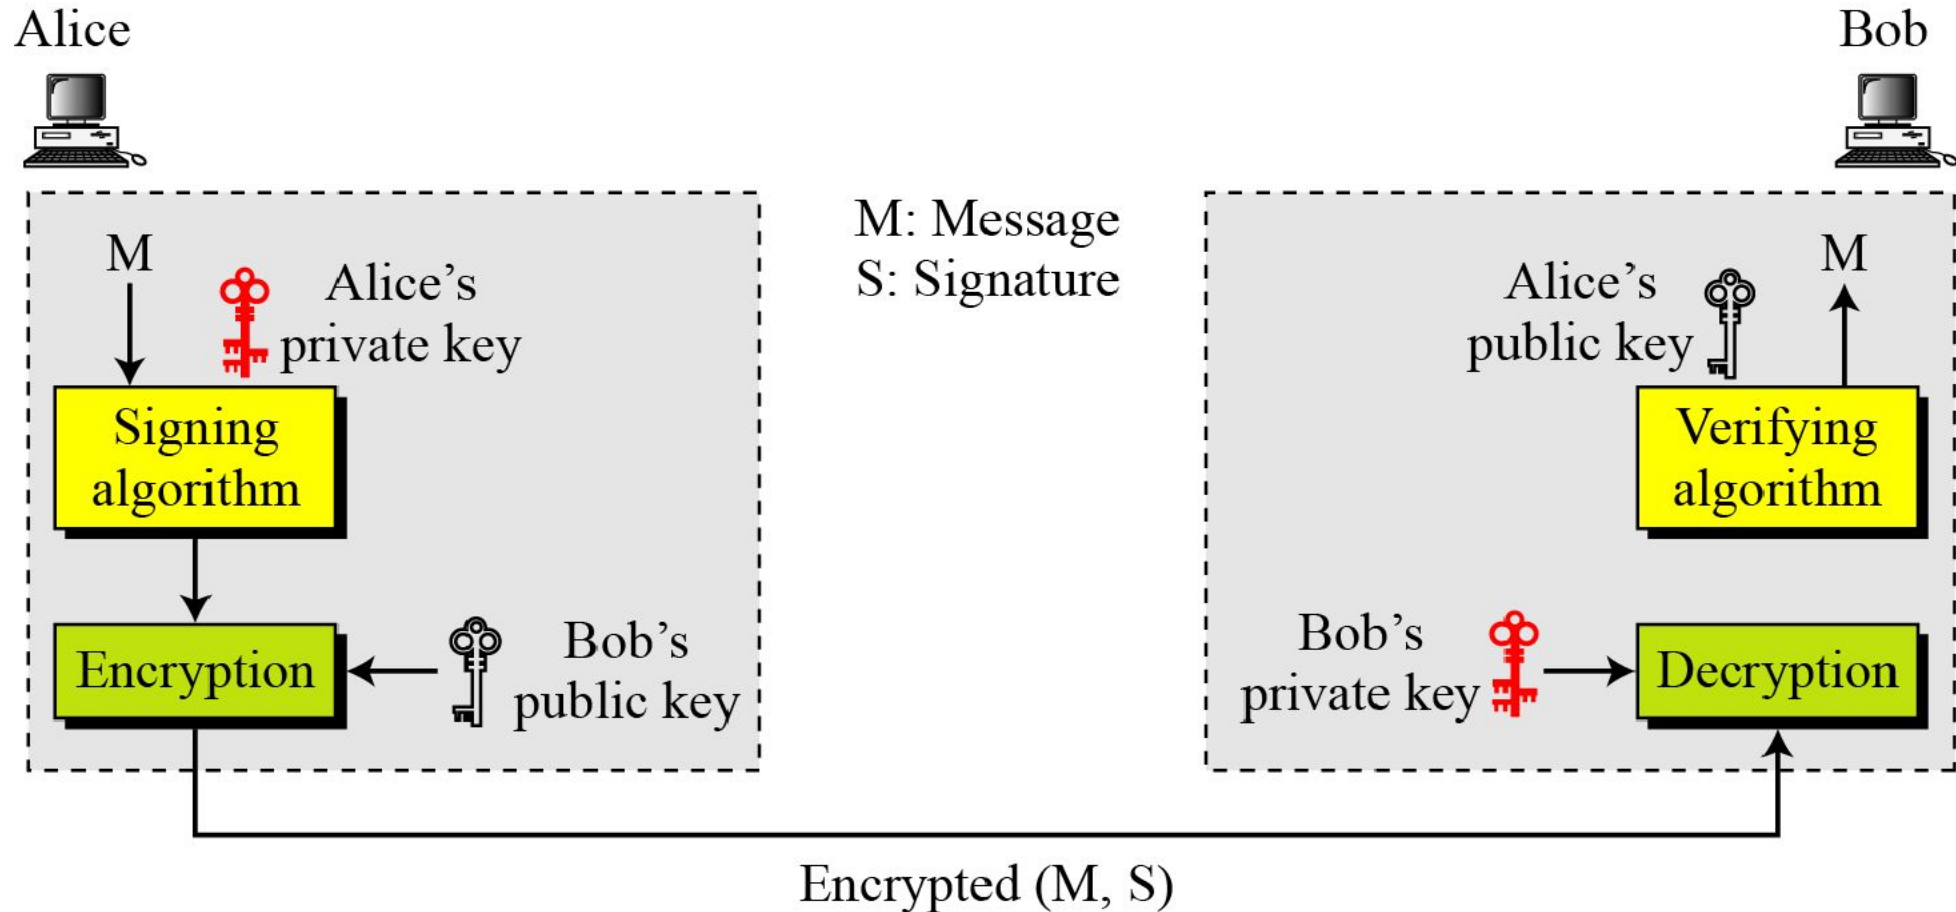 Alice
Bob
M: Message
S: Signature
M
Alice's
private key
Signing
algorithm
Encryption
Bob's
public key
Alice's
public key
M
Verifying
algorithm
Bob's
private key
Decryption
Encrypted (M, S)